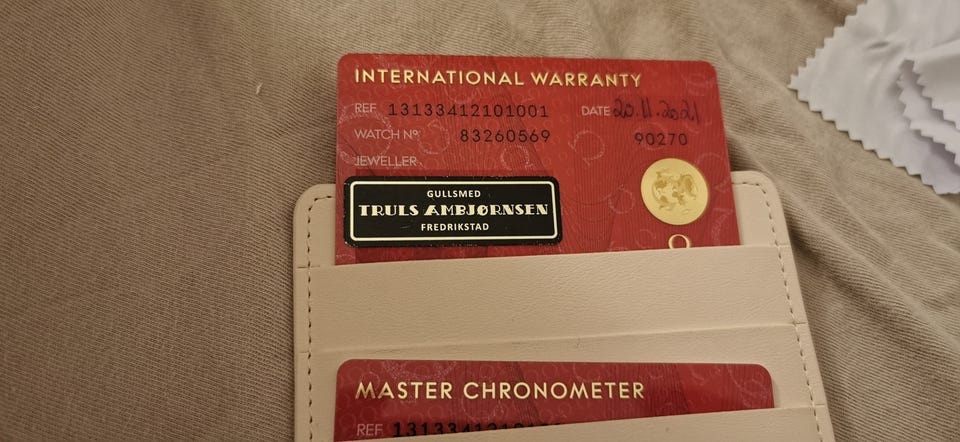 INTERNATIONAL WARRANTY
REF 13133412101001 DATE 20.11.2021
WATCH Nº 83260569 90270
JEWELLER
GULLSMED
TRULS AMBJØRNSEN
FREDRIKSTAD
MASTER CHRONOMETER
REF